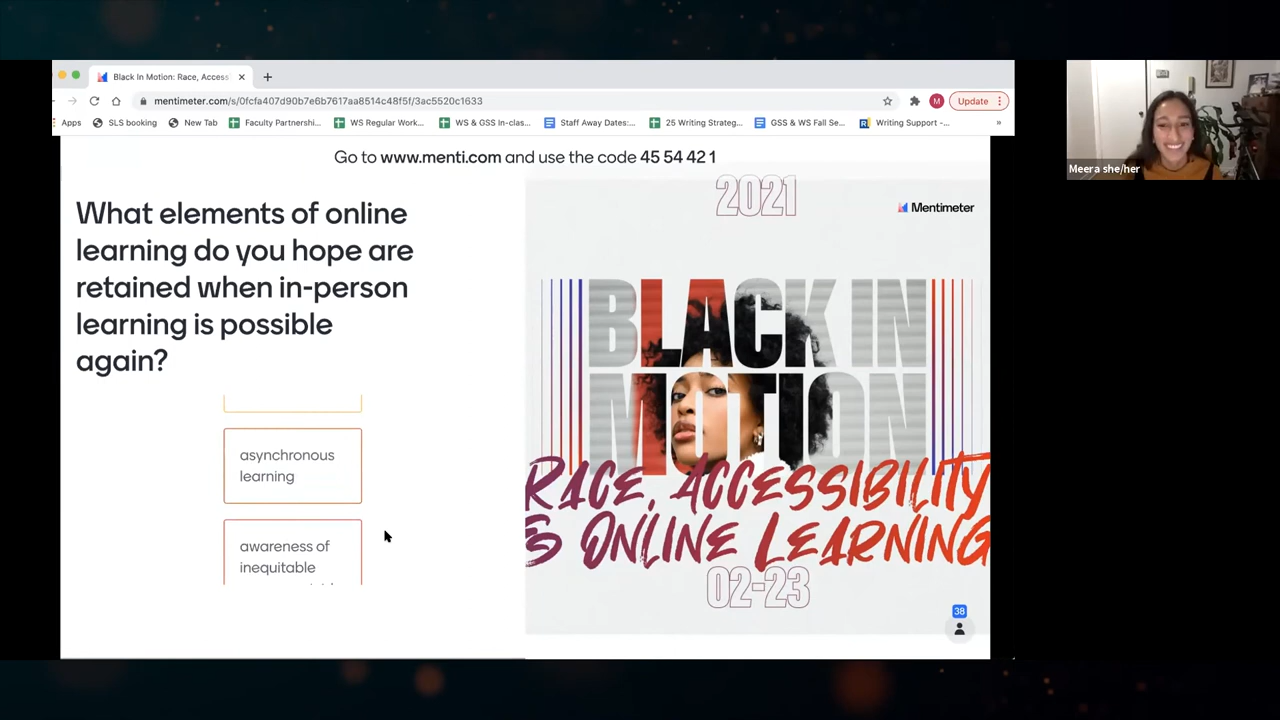 Black In Motion: Race, Access
mentimeter.com/s/0fcfa407d90b7e6b7617aa8514c48f5f/3ac5520c1633
M
Update
Apps
SLS booking
New Tab
Faculty Partnershi...
WS Regular Work...
WS & GSS In-clas...
Staff Away Dates:...
25 Writing Strateg...
GSS & WS Fall Se...
Writing Support -...
»
Go to www.menti.com and use the code 45 54 42 1
What elements of online
learning do you hope are
retained when in-person
learning is possible
again?
asynchronous
learning
awareness of
inequitable
2021
Mentimeter
BLACK IN
MOTION
RACE, ACCESSIBILITY
& ONLINE LEARNING
02-23
38
Meera she/her